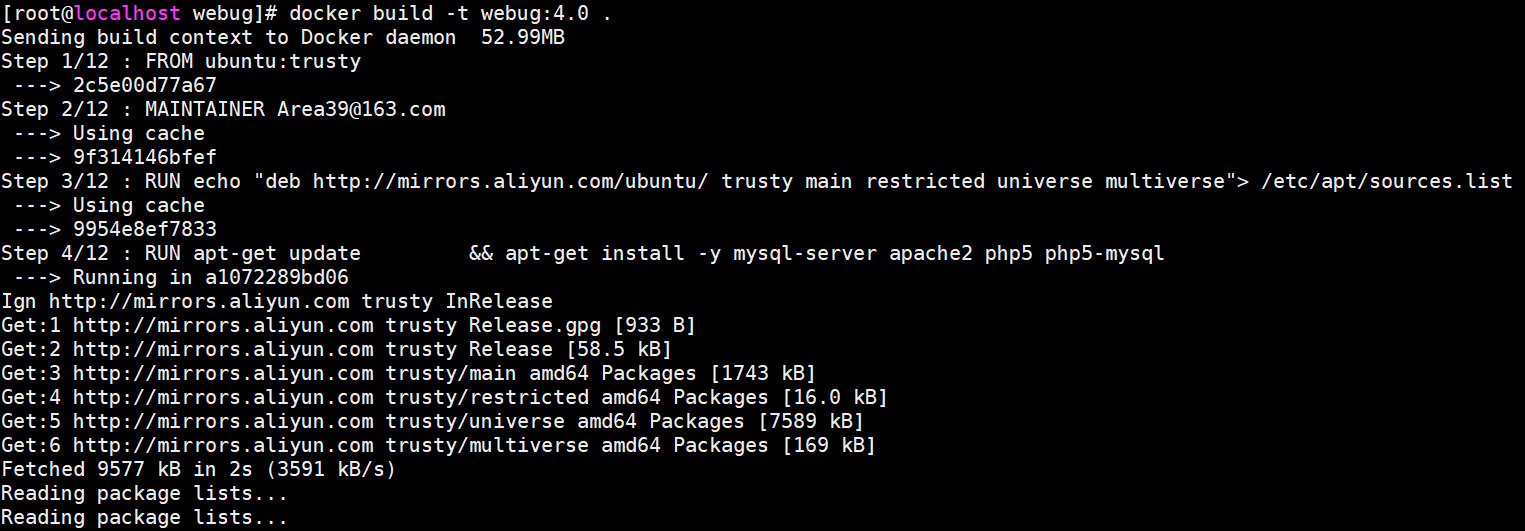 [root@localhost webug]# docker build -t webug:4.0 .
Sending build context to Docker daemon  52.99MB
Step 1/12 : FROM ubuntu:trusty
 ---> 2c5e00d77a67
Step 2/12 : MAINTAINER Area39@163.com
 ---> Using cache
 ---> 9f314146bfef
Step 3/12 : RUN echo "deb http://mirrors.aliyun.com/ubuntu/ trusty main restricted universe multiverse"> /etc/apt/sources.list
 ---> Using cache
 ---> 9954e8ef7833
Step 4/12 : RUN apt-get update         && apt-get install -y mysql-server apache2 php5 php5-mysql
 ---> Running in a1072289bd06
Ign http://mirrors.aliyun.com trusty InRelease
Get:1 http://mirrors.aliyun.com trusty Release.gpg [933 B]
Get:2 http://mirrors.aliyun.com trusty Release [58.5 kB]
Get:3 http://mirrors.aliyun.com trusty/main amd64 Packages [1743 kB]
Get:4 http://mirrors.aliyun.com trusty/restricted amd64 Packages [16.0 kB]
Get:5 http://mirrors.aliyun.com trusty/universe amd64 Packages [7589 kB]
Get:6 http://mirrors.aliyun.com trusty/multiverse amd64 Packages [169 kB]
Fetched 9577 kB in 2s (3591 kB/s)
Reading package lists...
Reading package lists...